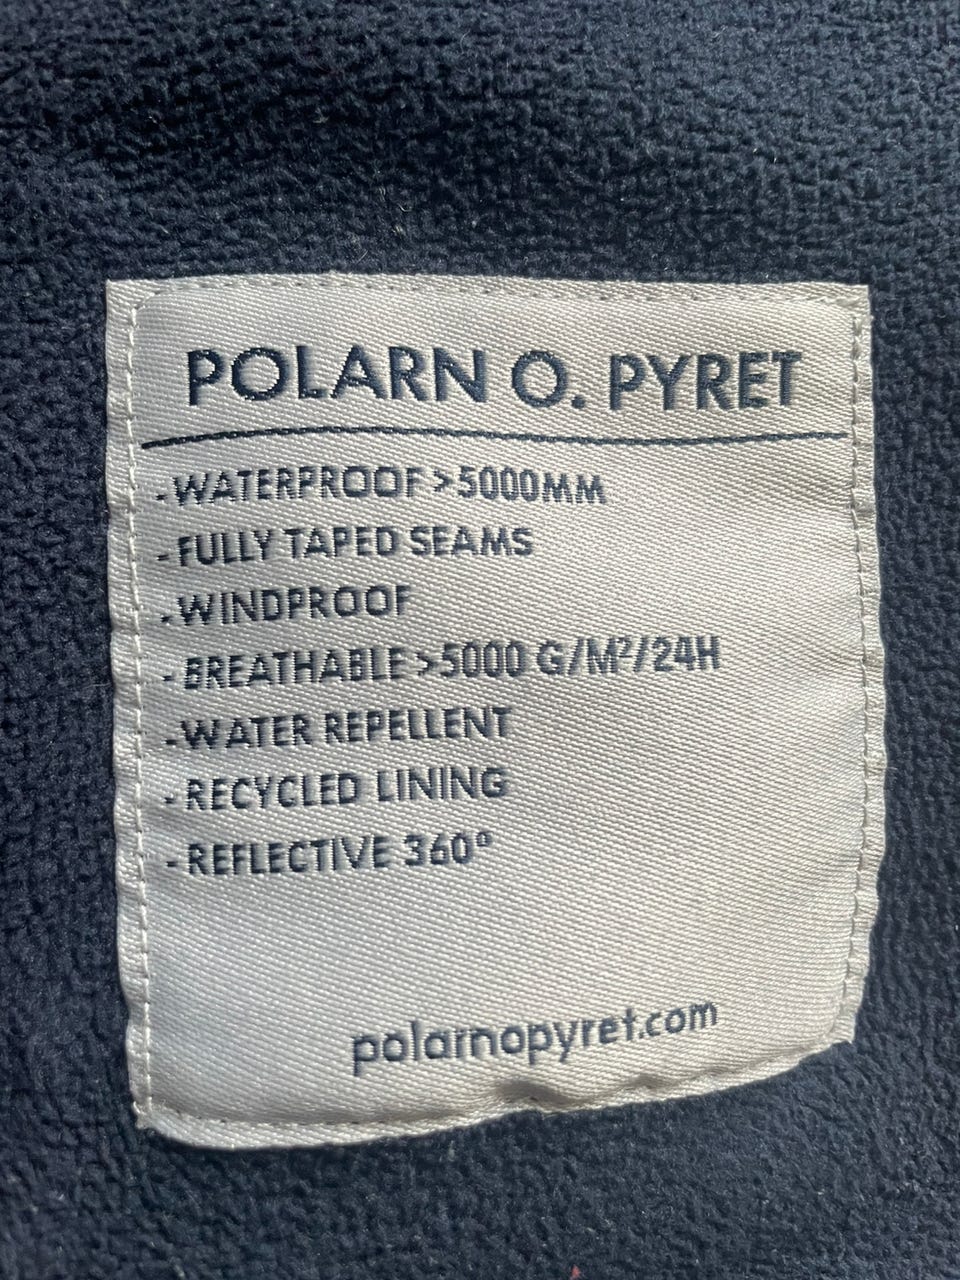 POLARN O. PYRET
- WATERPROOF >5000MM
- FULLY TAPED SEAMS
- WINDPROOF
- BREATHABLE >5000 G/M²/24H
- WATER REPELLENT
- RECYCLED LINING
- REFLECTIVE 360°
polarnopyret.com